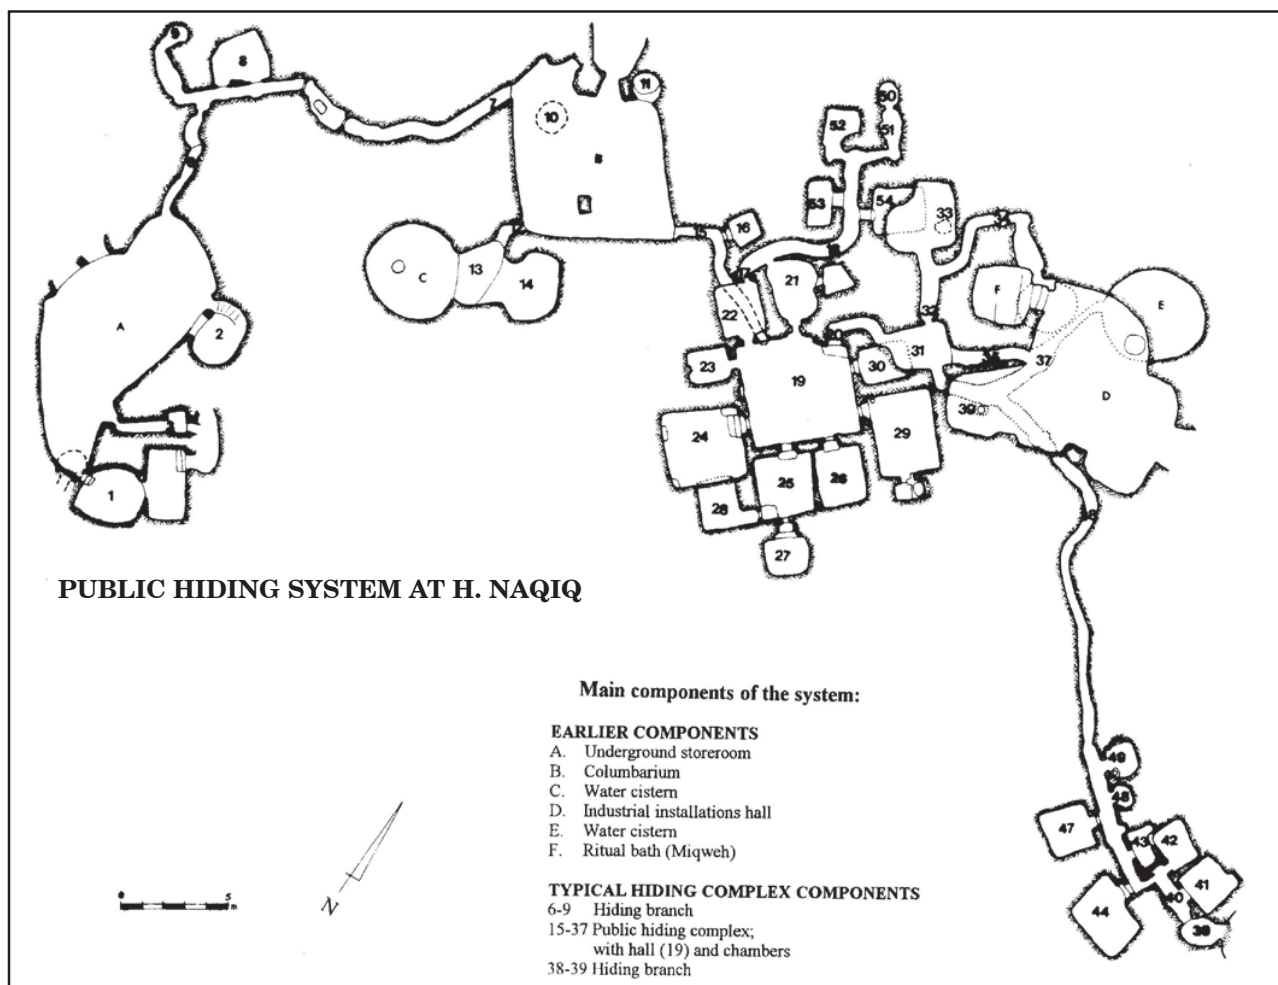 9
8
11
10
7
B
50
52
51
53
54
33
34
16
15
18
17
C
13
14
21
22
F
E
A
2
32
20
31
30
37
23
19
D
39
24
29
25
26
28
1
27
PUBLIC HIDING SYSTEM AT H. NAQIQ
Main components of the system:
EARLIER COMPONENTS
A. Underground storeroom
B. Columbarium
C. Water cistern
D. Industrial installations hall
E. Water cistern
F. Ritual bath (Miqweh)
TYPICAL HIDING COMPLEX COMPONENTS
6-9 Hiding branch
15-37 Public hiding complex;
with hall (19) and chambers
38-39 Hiding branch
49
48
47
43
42
41
40
44
0
5
m
N